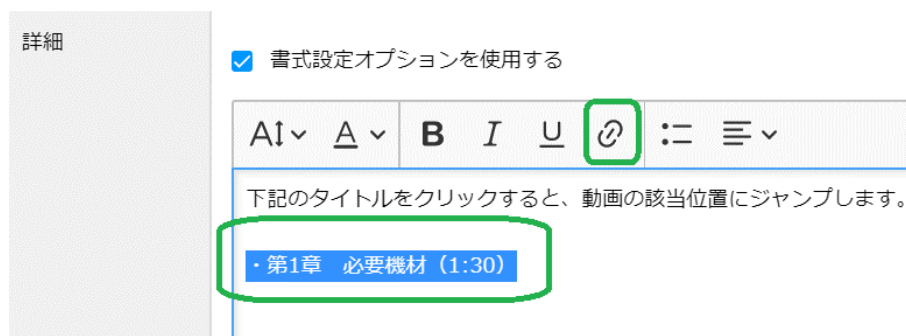 詳細
書式設定オプションを使用する
A A B I U
下記のタイトルをクリックすると、動画の該当位置にジャンプします。
・第1章　必要機材（1:30）